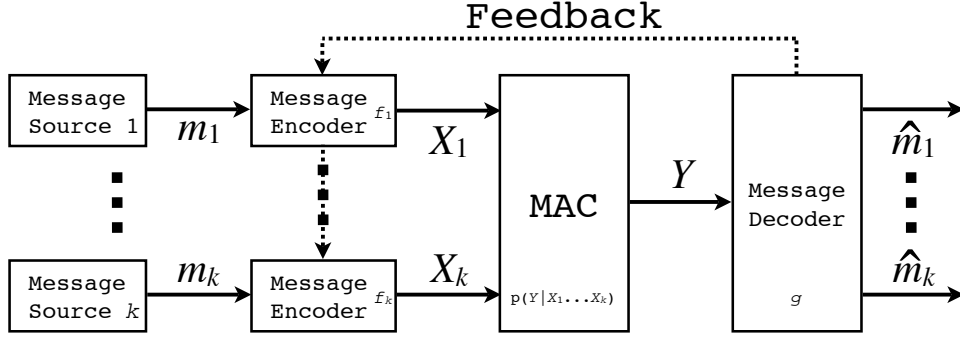 Feedback
Message
Source 1
m₁
Message
Encoder f₁
X₁
MAC
p(Y|X₁...Xₖ)
Y
Message
Decoder
g
m̂₁
Message
Source k
mₖ
Message
Encoder fₖ
Xₖ
m̂ₖ